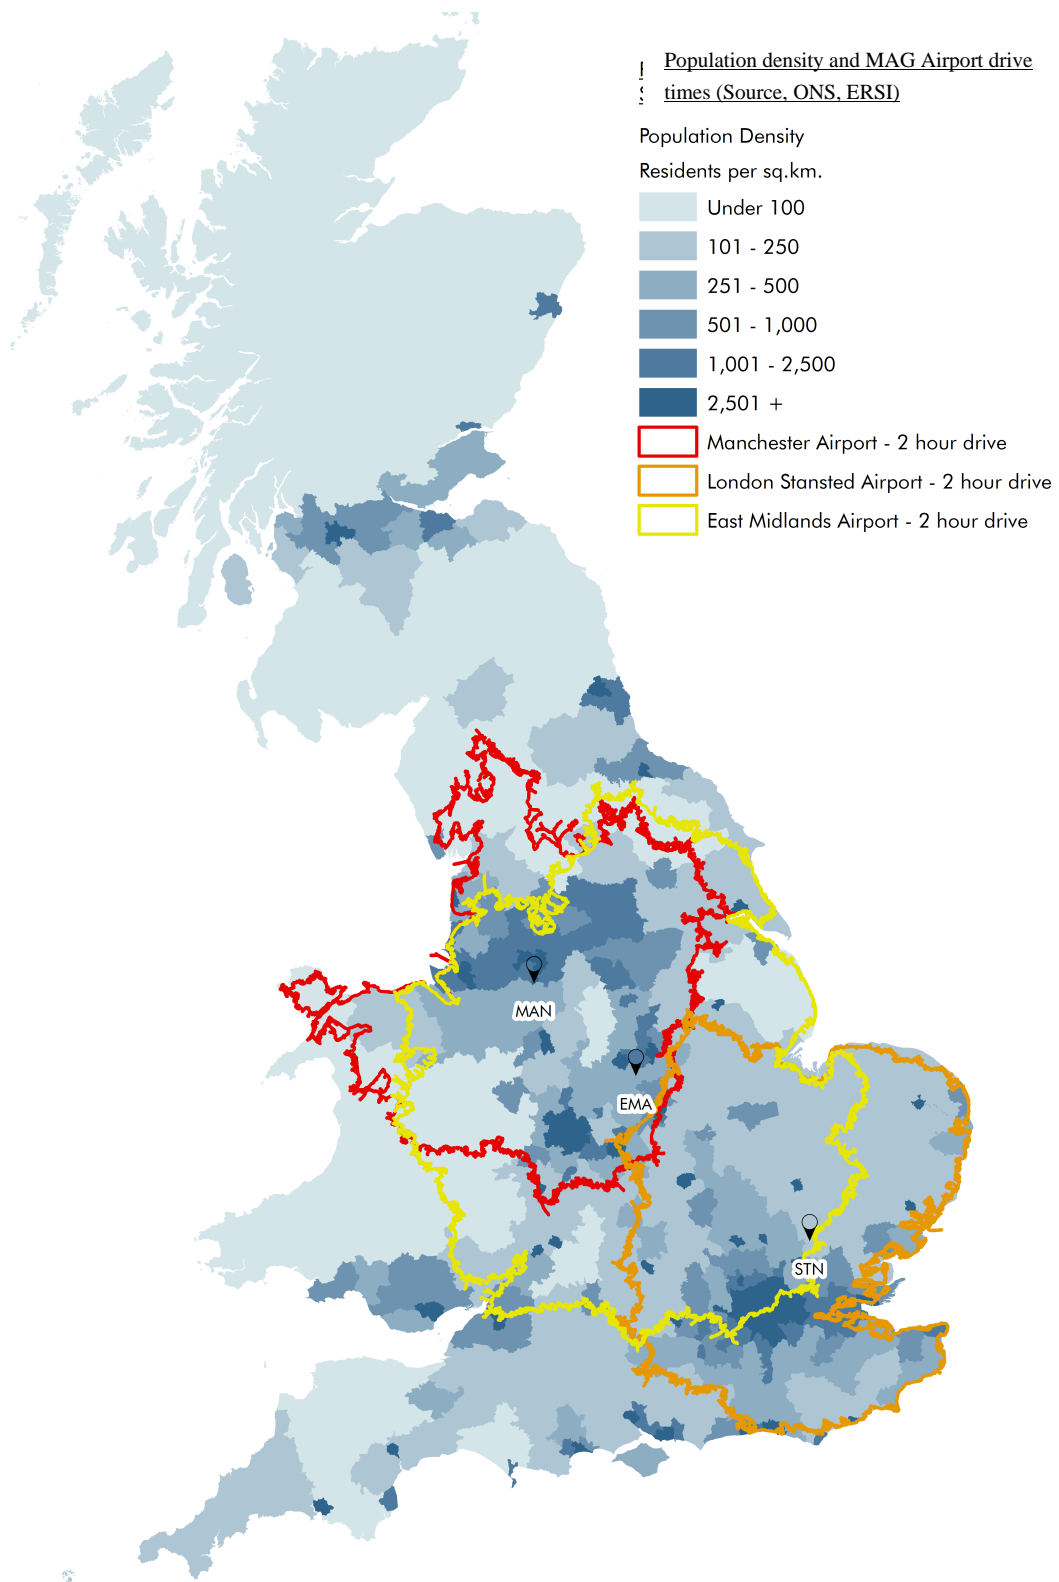 Population density and MAG Airport drive
times (Source, ONS, ERSI)
Population Density
Residents per sq.km.
Under 100
101 - 250
251 - 500
501 - 1,000
1,001 - 2,500
2,501 +
Manchester Airport - 2 hour drive
London Stansted Airport - 2 hour drive
East Midlands Airport - 2 hour drive
MAN
EMA
STN